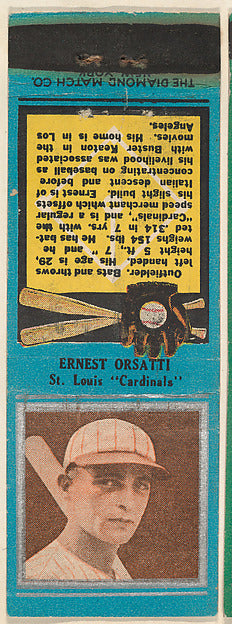 THE DIAMOND MATCH CO.
Outfielder. Bats and throws
left handed. His age is 29,
height 5 ft., 7" and he
weighs 154 lbs. He has bat-
ted .314 in 7 yrs. with the
"Cardinals", and is a regular
speed merchant which offsets
his slight build. Ernest is of
Italian descent and before
concentrating on baseball as
his livelihood was associated
with Buster Keaton in the
movies. His home is in Los
Angeles.
ERNEST ORSATTI
St. Louis "Cardinals"